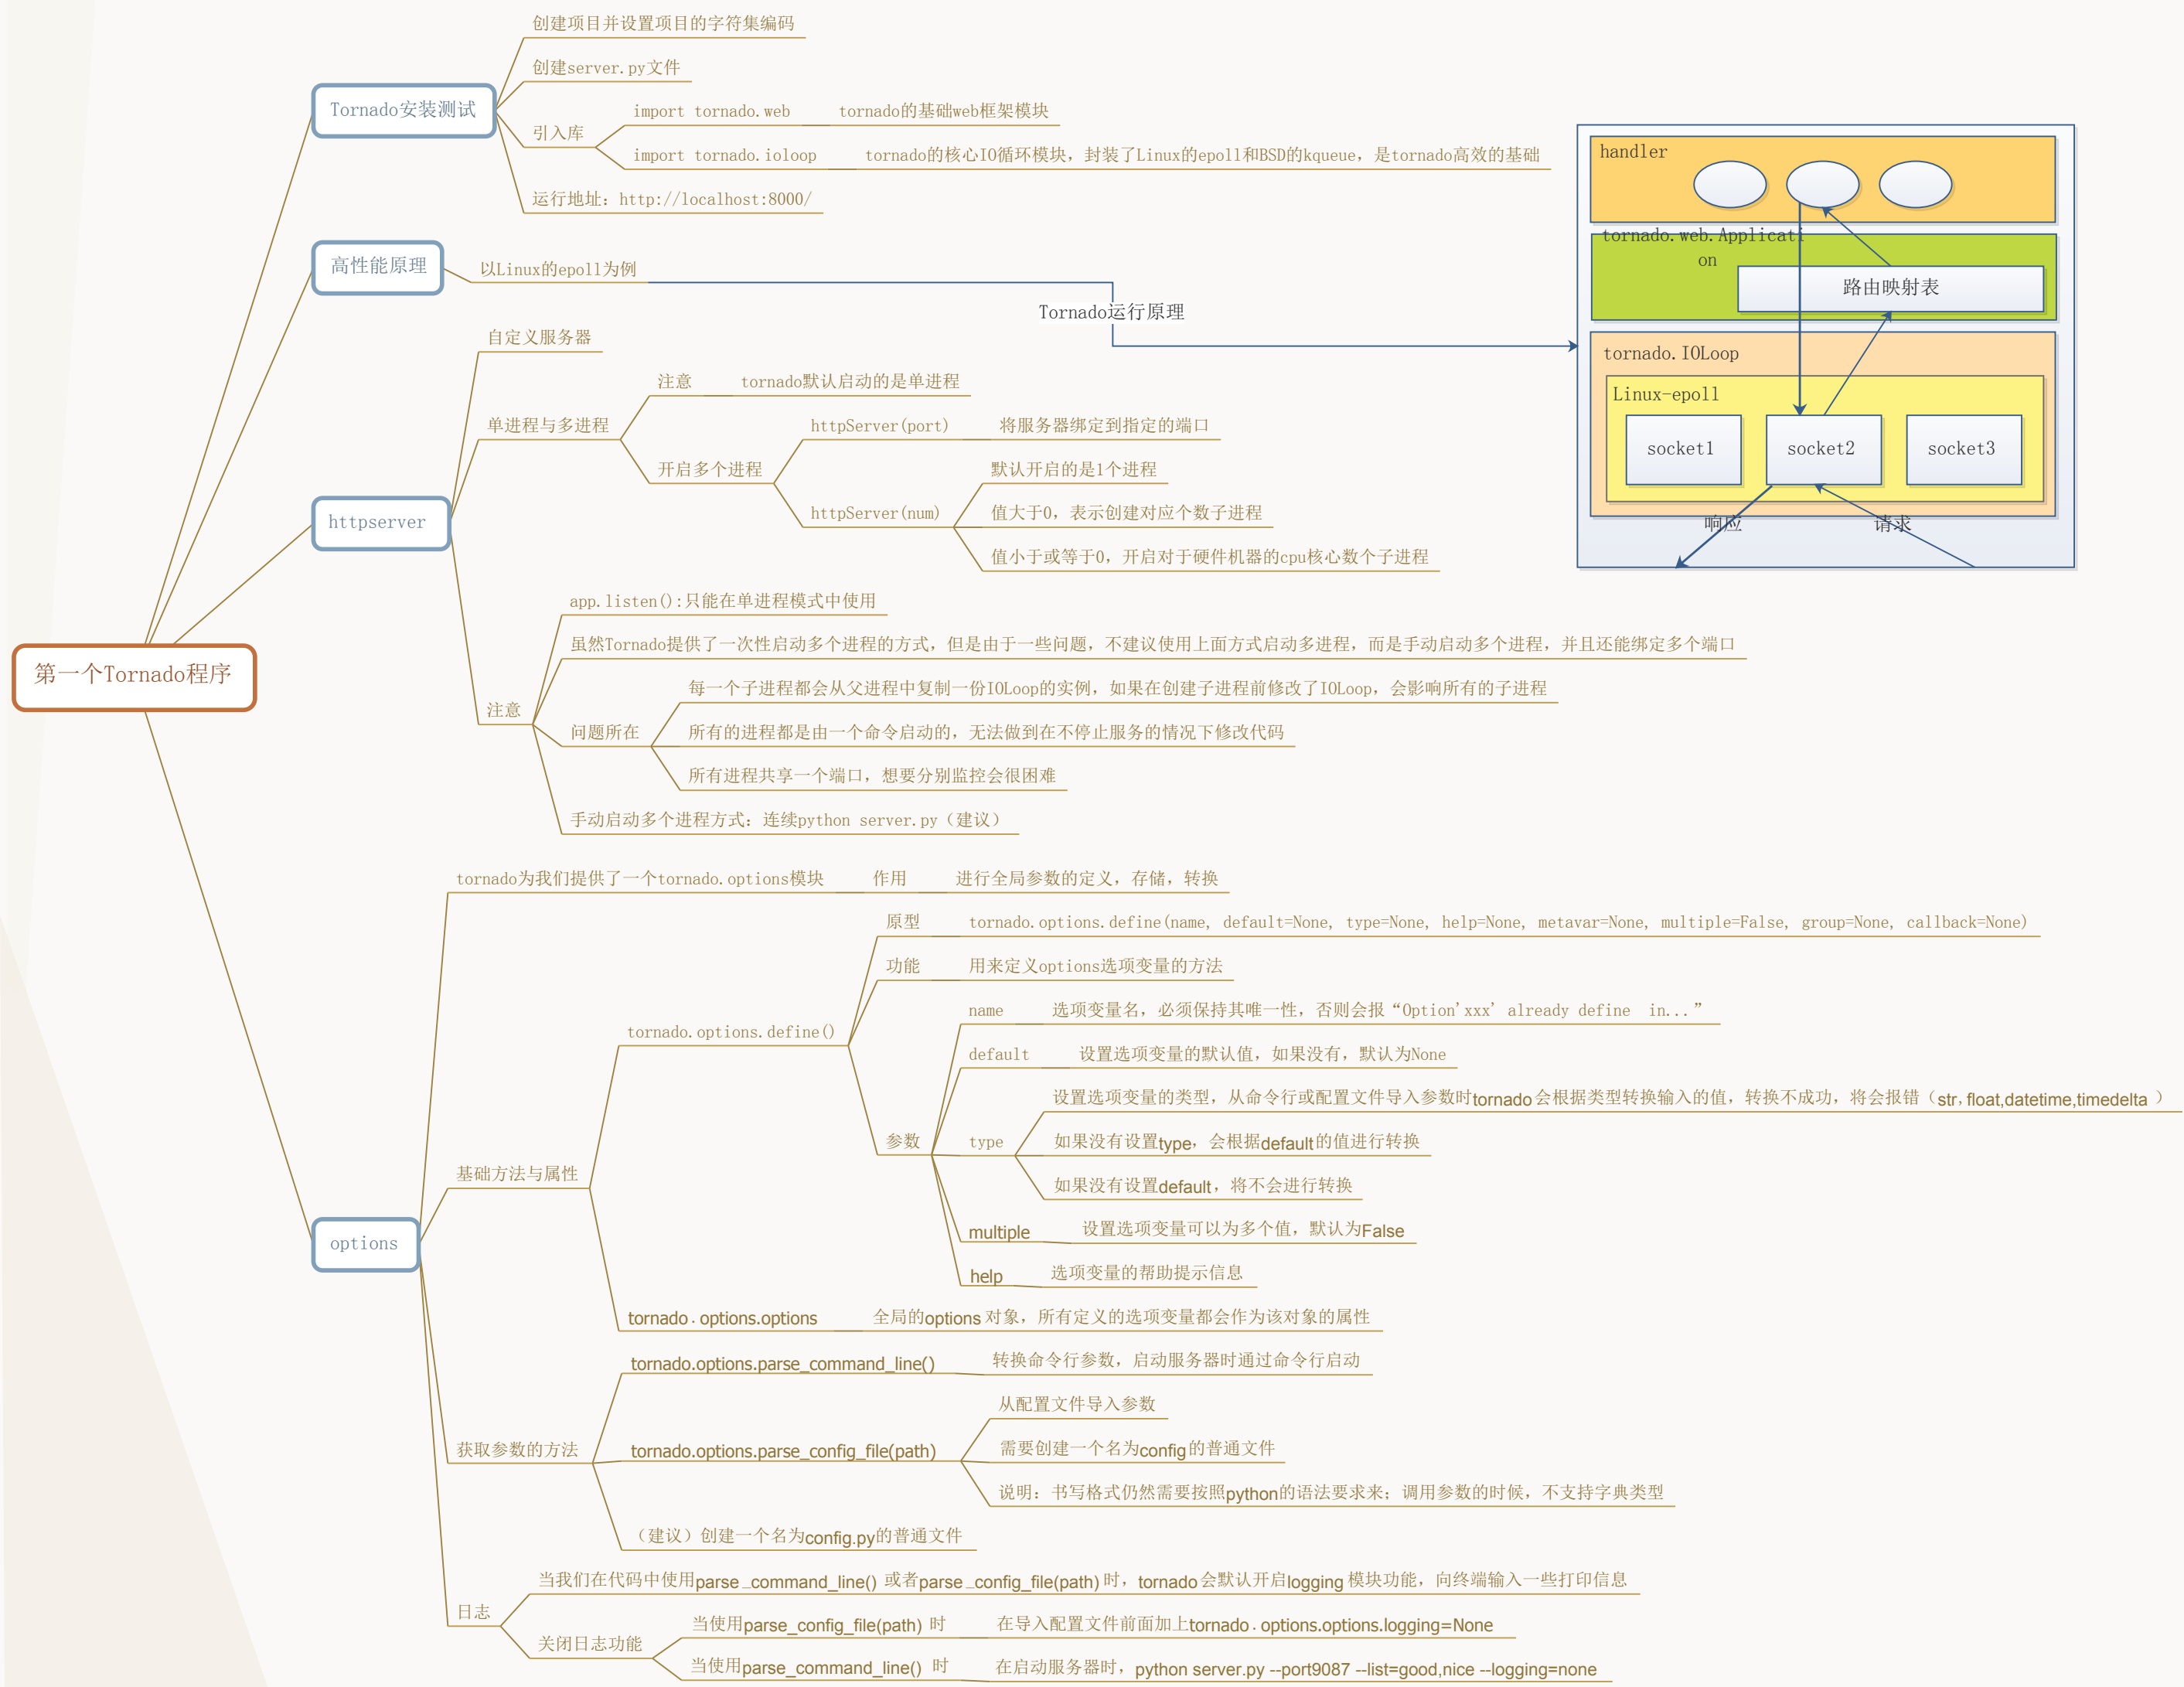 第一个Tornado程序
Tornado安装测试
创建项目并设置项目的字符集编码
创建server.py文件
引入库
import tornado.web
tornado的基础web框架模块
import tornado.ioloop
tornado的核心IO循环模块，封装了Linux的epoll和BSD的kqueue，是tornado高效的基础
运行地址：http://localhost:8000/
高性能原理
以Linux的epoll为例
Tornado运行原理
handler
tornado.web.Applicati
on
路由映射表
tornado.IOLoop
Linux-epoll
socket1
socket2
socket3
响应
请求
httpserver
自定义服务器
单进程与多进程
注意
tornado默认启动的是单进程
开启多个进程
httpServer(port)
将服务器绑定到指定的端口
httpServer(num)
默认开启的是1个进程
值大于0，表示创建对应个数子进程
值小于或等于0，开启对于硬件机器的cpu核心数个子进程
注意
app.listen():只能在单进程模式中使用
虽然Tornado提供了一次性启动多个进程的方式，但是由于一些问题，不建议使用上面方式启动多进程，而是手动启动多个进程，并且还能绑定多个端口
问题所在
每一个子进程都会从父进程中复制一份IOLoop的实例，如果在创建子进程前修改了IOLoop，会影响所有的子进程
所有的进程都是由一个命令启动的，无法做到在不停止服务的情况下修改代码
所有进程共享一个端口，想要分别监控会很困难
手动启动多个进程方式：连续python server.py（建议）
options
tornado为我们提供了一个tornado.options模块
作用
进行全局参数的定义，存储，转换
基础方法与属性
tornado.options.define()
原型
tornado.options.define(name, default=None, type=None, help=None, metavar=None, multiple=False, group=None, callback=None)
功能
用来定义options选项变量的方法
参数
name
选项变量名，必须保持其唯一性，否则会报“Option'xxx' already define  in...”
default
设置选项变量的默认值，如果没有，默认为None
type
设置选项变量的类型，从命令行或配置文件导入参数时tornado会根据类型转换输入的值，转换不成功，将会报错（str，float,datetime,timedelta ）
如果没有设置type，会根据default的值进行转换
如果没有设置default，将不会进行转换
multiple
设置选项变量可以为多个值，默认为False
help
选项变量的帮助提示信息
tornado．options.options
全局的options对象，所有定义的选项变量都会作为该对象的属性
获取参数的方法
tornado.options.parse_command_line()
转换命令行参数，启动服务器时通过命令行启动
tornado.options.parse_config_file(path)
从配置文件导入参数
需要创建一个名为config的普通文件
说明：书写格式仍然需要按照python的语法要求来；调用参数的时候，不支持字典类型
（建议）创建一个名为config.py的普通文件
日志
当我们在代码中使用parse_command_line() 或者parse_config_file(path) 时，tornado会默认开启logging 模块功能，向终端输入一些打印信息
关闭日志功能
当使用parse_config_file(path) 时
在导入配置文件前面加上tornado．options.options.logging=None
当使用parse_command_line() 时
在启动服务器时，python server.py --port9087 --list=good,nice --logging=none